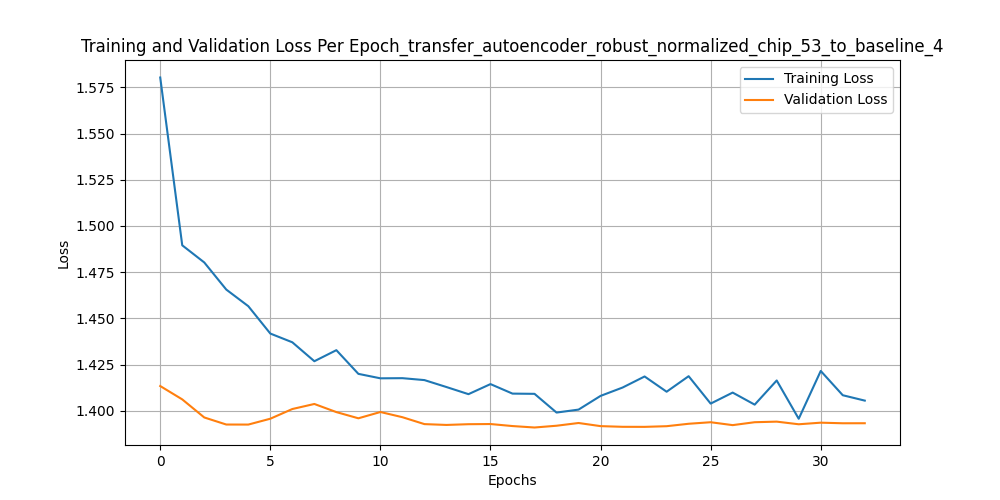 Training and Validation Loss Per Epoch_transfer_autoencoder_robust_normalized_chip_53_to_baseline_4
Training Loss
Validation Loss
1.575
1.550
1.525
1.500
1.475
1.450
1.425
1.400
Loss
0 5 10 15 20 25 30
Epochs